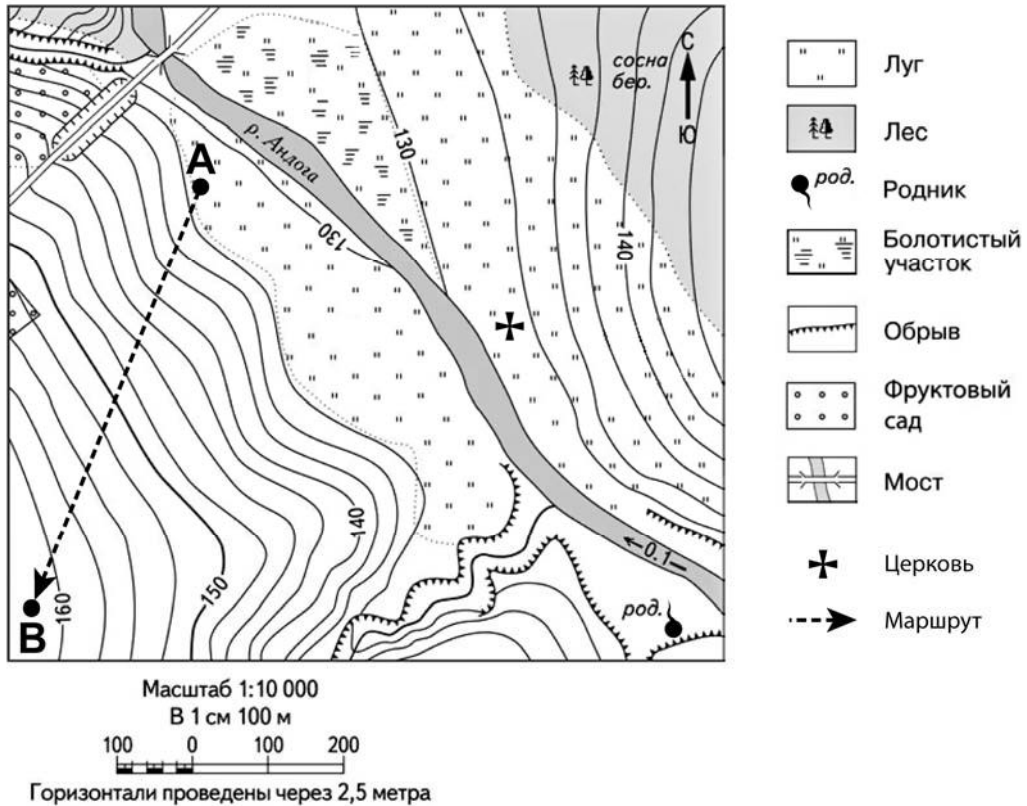 С
Ю
сосна
бер.
А
р. Андога
130
130
140
140
150
160
В
0.1
род.
Луг
Лес
род.
Родник
Болотистый
участок
Обрыв
Фруктовый
сад
Мост
Церковь
Маршрут
Масштаб 1:10 000
В 1 см 100 м
100 0 100 200
Горизонтали проведены через 2,5 метра